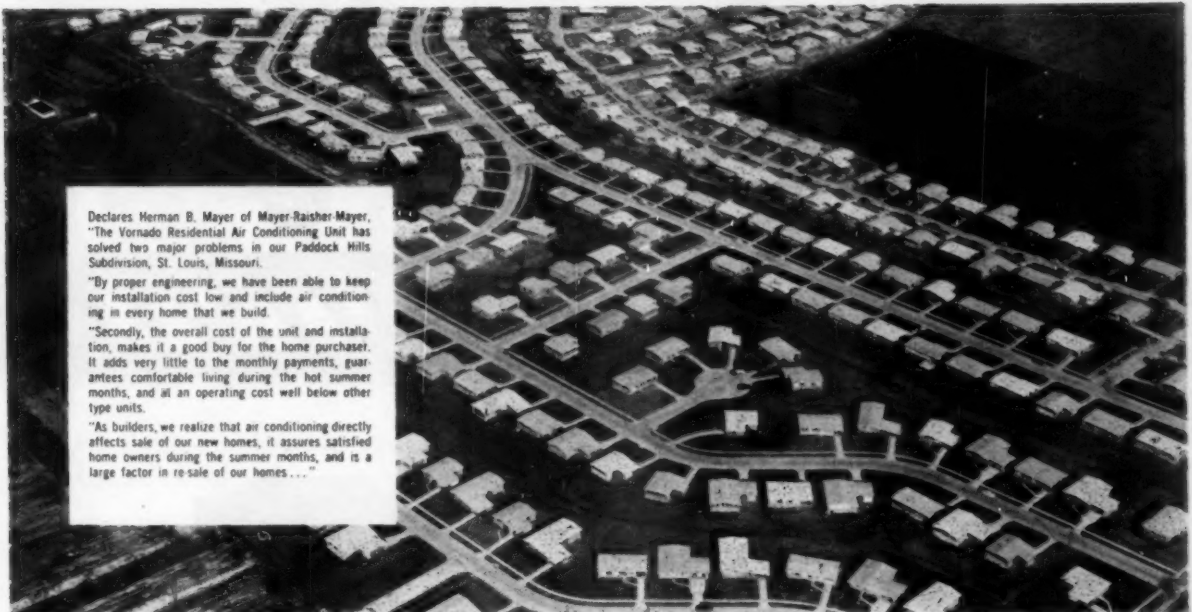 Declares Herman B. Mayer of Mayer-Raisher-Mayer,
"The Vornado Residential Air Conditioning Unit has
solved two major problems in our Paddock Hills
Subdivision, St. Louis, Missouri.
"By proper engineering, we have been able to keep
our installation cost low and include air condition-
ing in every home that we build.
"Secondly, the overall cost of the unit and installa-
tion, makes it a good buy for the home purchaser.
It adds very little to the monthly payments, guar-
antees comfortable living during the hot summer
months, and at an operating cost well below other
type units.
"As builders, we realize that air conditioning directly
affects sale of our new homes, it assures satisfied
home owners during the summer months, and is a
large factor in re-sale of our homes..."